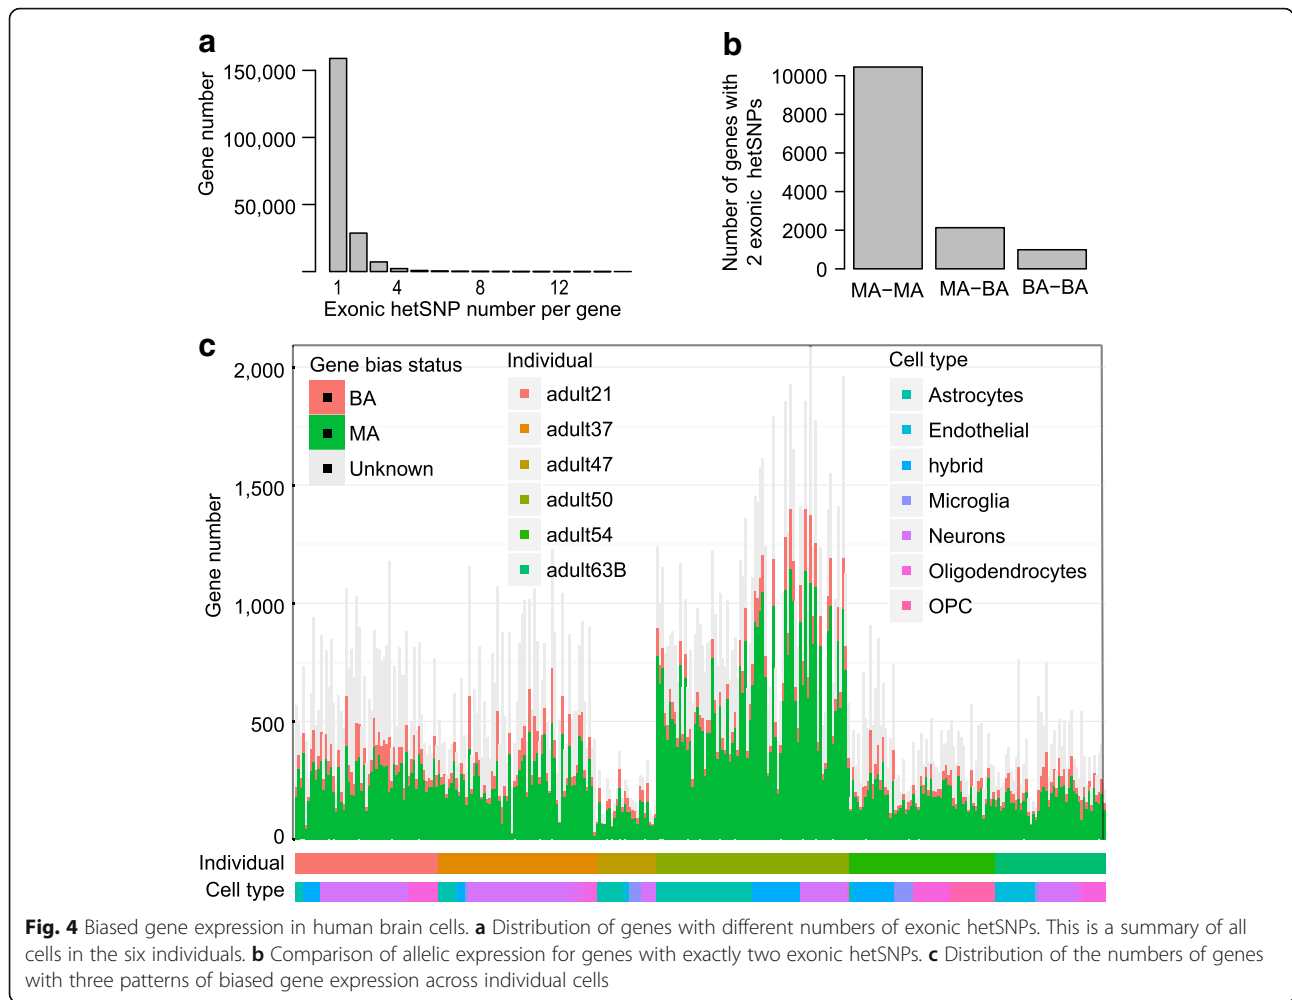 a
Gene number
150,000
100,000
50,000
1 4 8 12
Exonic hetSNP number per gene
b
Number of genes with
2 exonic hetSNPs
10000
8000
6000
4000
2000
0
MA−MA MA−BA BA−BA
c
Gene number
2,000
1,500
1,000
500
0
Gene bias status
BA
MA
Unknown
Individual
adult21
adult37
adult47
adult50
adult54
adult63B
Cell type
Astrocytes
Endothelial
hybrid
Microglia
Neurons
Oligodendrocytes
OPC
Individual
Cell type
Fig. 4 Biased gene expression in human brain cells. a Distribution of genes with different numbers of exonic hetSNPs. This is a summary of all
cells in the six individuals. b Comparison of allelic expression for genes with exactly two exonic hetSNPs. c Distribution of the numbers of genes
with three patterns of biased gene expression across individual cells